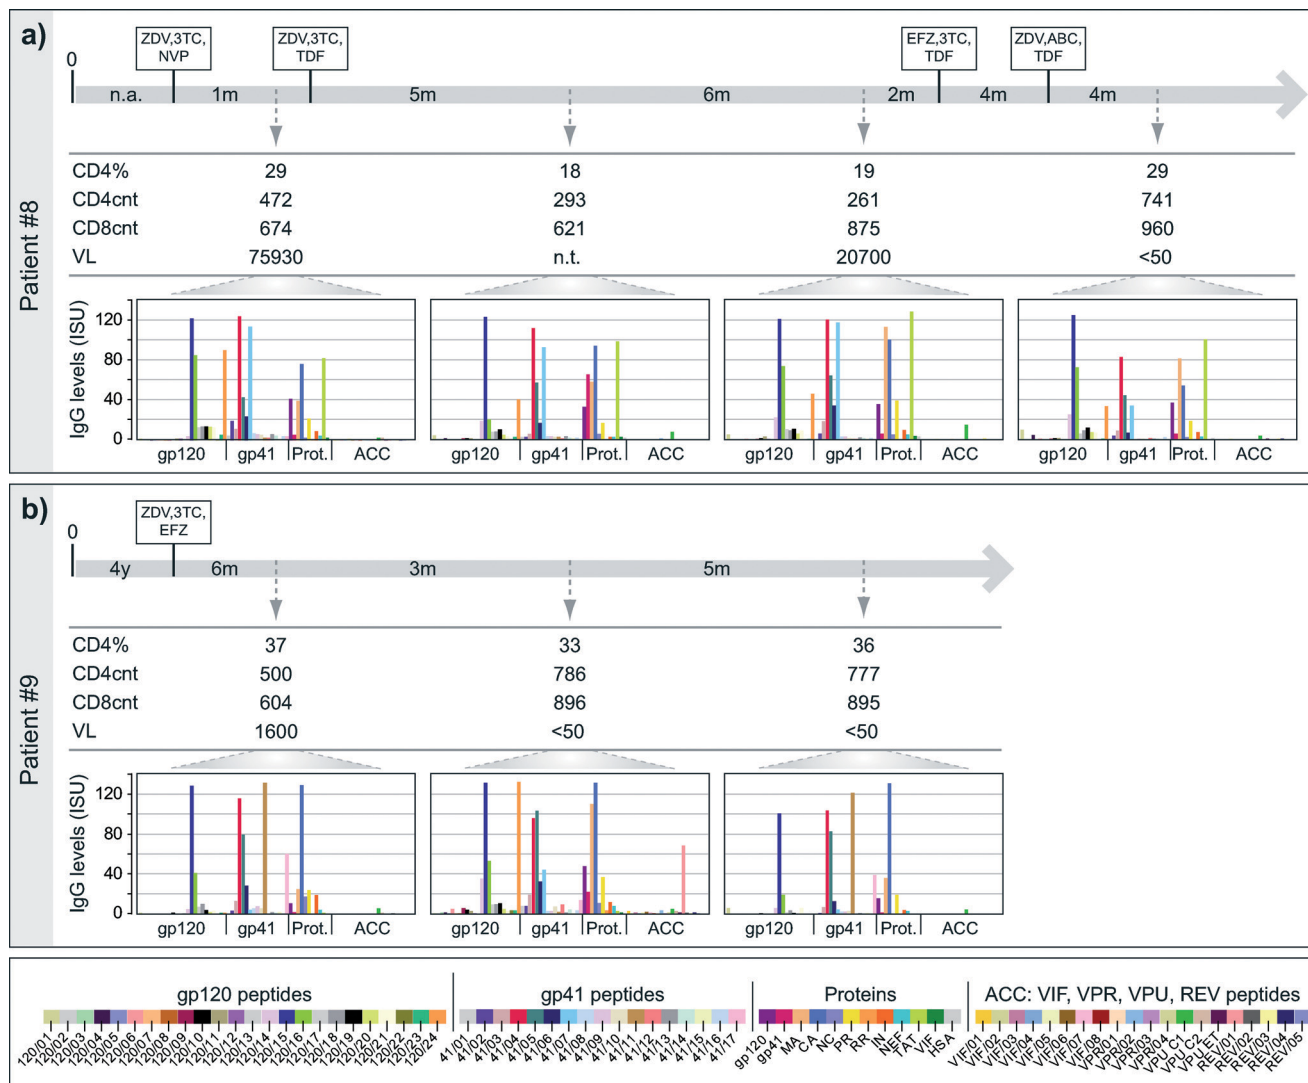 a)
Patient #8
0
ZDV,3TC,
NVP
ZDV,3TC,
TDF
EFZ,3TC,
TDF
ZDV,ABC,
TDF
n.a. 1m 5m 6m 2m 4m 4m
CD4% 29 18 19 29
CD4cnt 472 293 261 741
CD8cnt 674 621 875 960
VL 75930 n.t. 20700 <50
IgG levels (ISU)
120
80
40
0
gp120 gp41 Prot. ACC gp120 gp41 Prot. ACC gp120 gp41 Prot. ACC gp120 gp41 Prot. ACC
b)
Patient #9
0
ZDV,3TC,
EFZ
4y 6m 3m 5m
CD4% 37 33 36
CD4cnt 500 786 777
CD8cnt 604 896 895
VL 1600 <50 <50
IgG levels (ISU)
120
80
40
0
gp120 gp41 Prot. ACC gp120 gp41 Prot. ACC gp120 gp41 Prot. ACC
gp120 peptides gp41 peptides Proteins ACC: VIF, VPR, VPU, REV peptides
120/01 120/02 120/03 120/04 120/05 120/06 120/07 120/08 120/09 120/10 120/11 120/12 120/13 120/14 120/15 120/16 120/17 120/18 120/19 120/20 120/21 120/22 120/23 120/24
41/01 41/02 41/03 41/04 41/05 41/06 41/07 41/08 41/09 41/10 41/11 41/12 41/13 41/14 41/15 41/16 41/17
gp120 gp41 MA CA NC PR RR IN NEF TAT VIF HSA
VIF/01 VIF/02 VIF/03 VIF/04 VIF/05 VIF/06 VIF/07 VIF/08 VPR/01 VPR/02 VPR/03 VPR/04 VPU C1 VPU C2 VPU ET REV/01 REV/02 REV/03 REV/04 REV/05